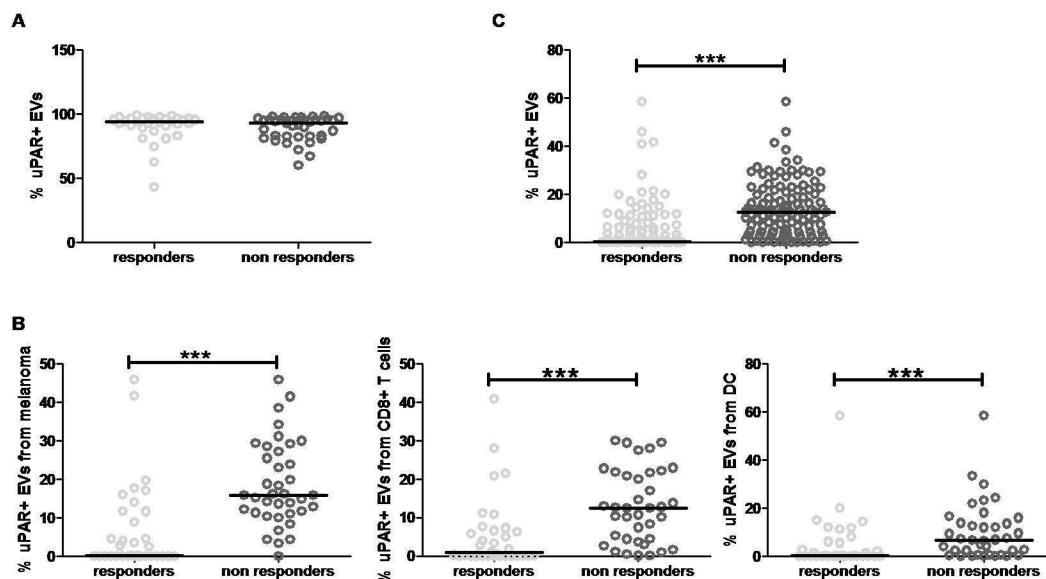 A
% uPAR+ EVs
150
100
50
0
responders
non responders
C
% uPAR+ EVs
80
60
40
20
0
***
responders
non responders
B
% uPAR+ EVs from melanoma
50
40
30
20
10
0
***
responders
non responders
% uPAR+ EVs from CD8+ T cells
50
40
30
20
10
0
***
responders
non responders
% uPAR+ EVs from DC
80
60
40
20
0
***
responders
non responders